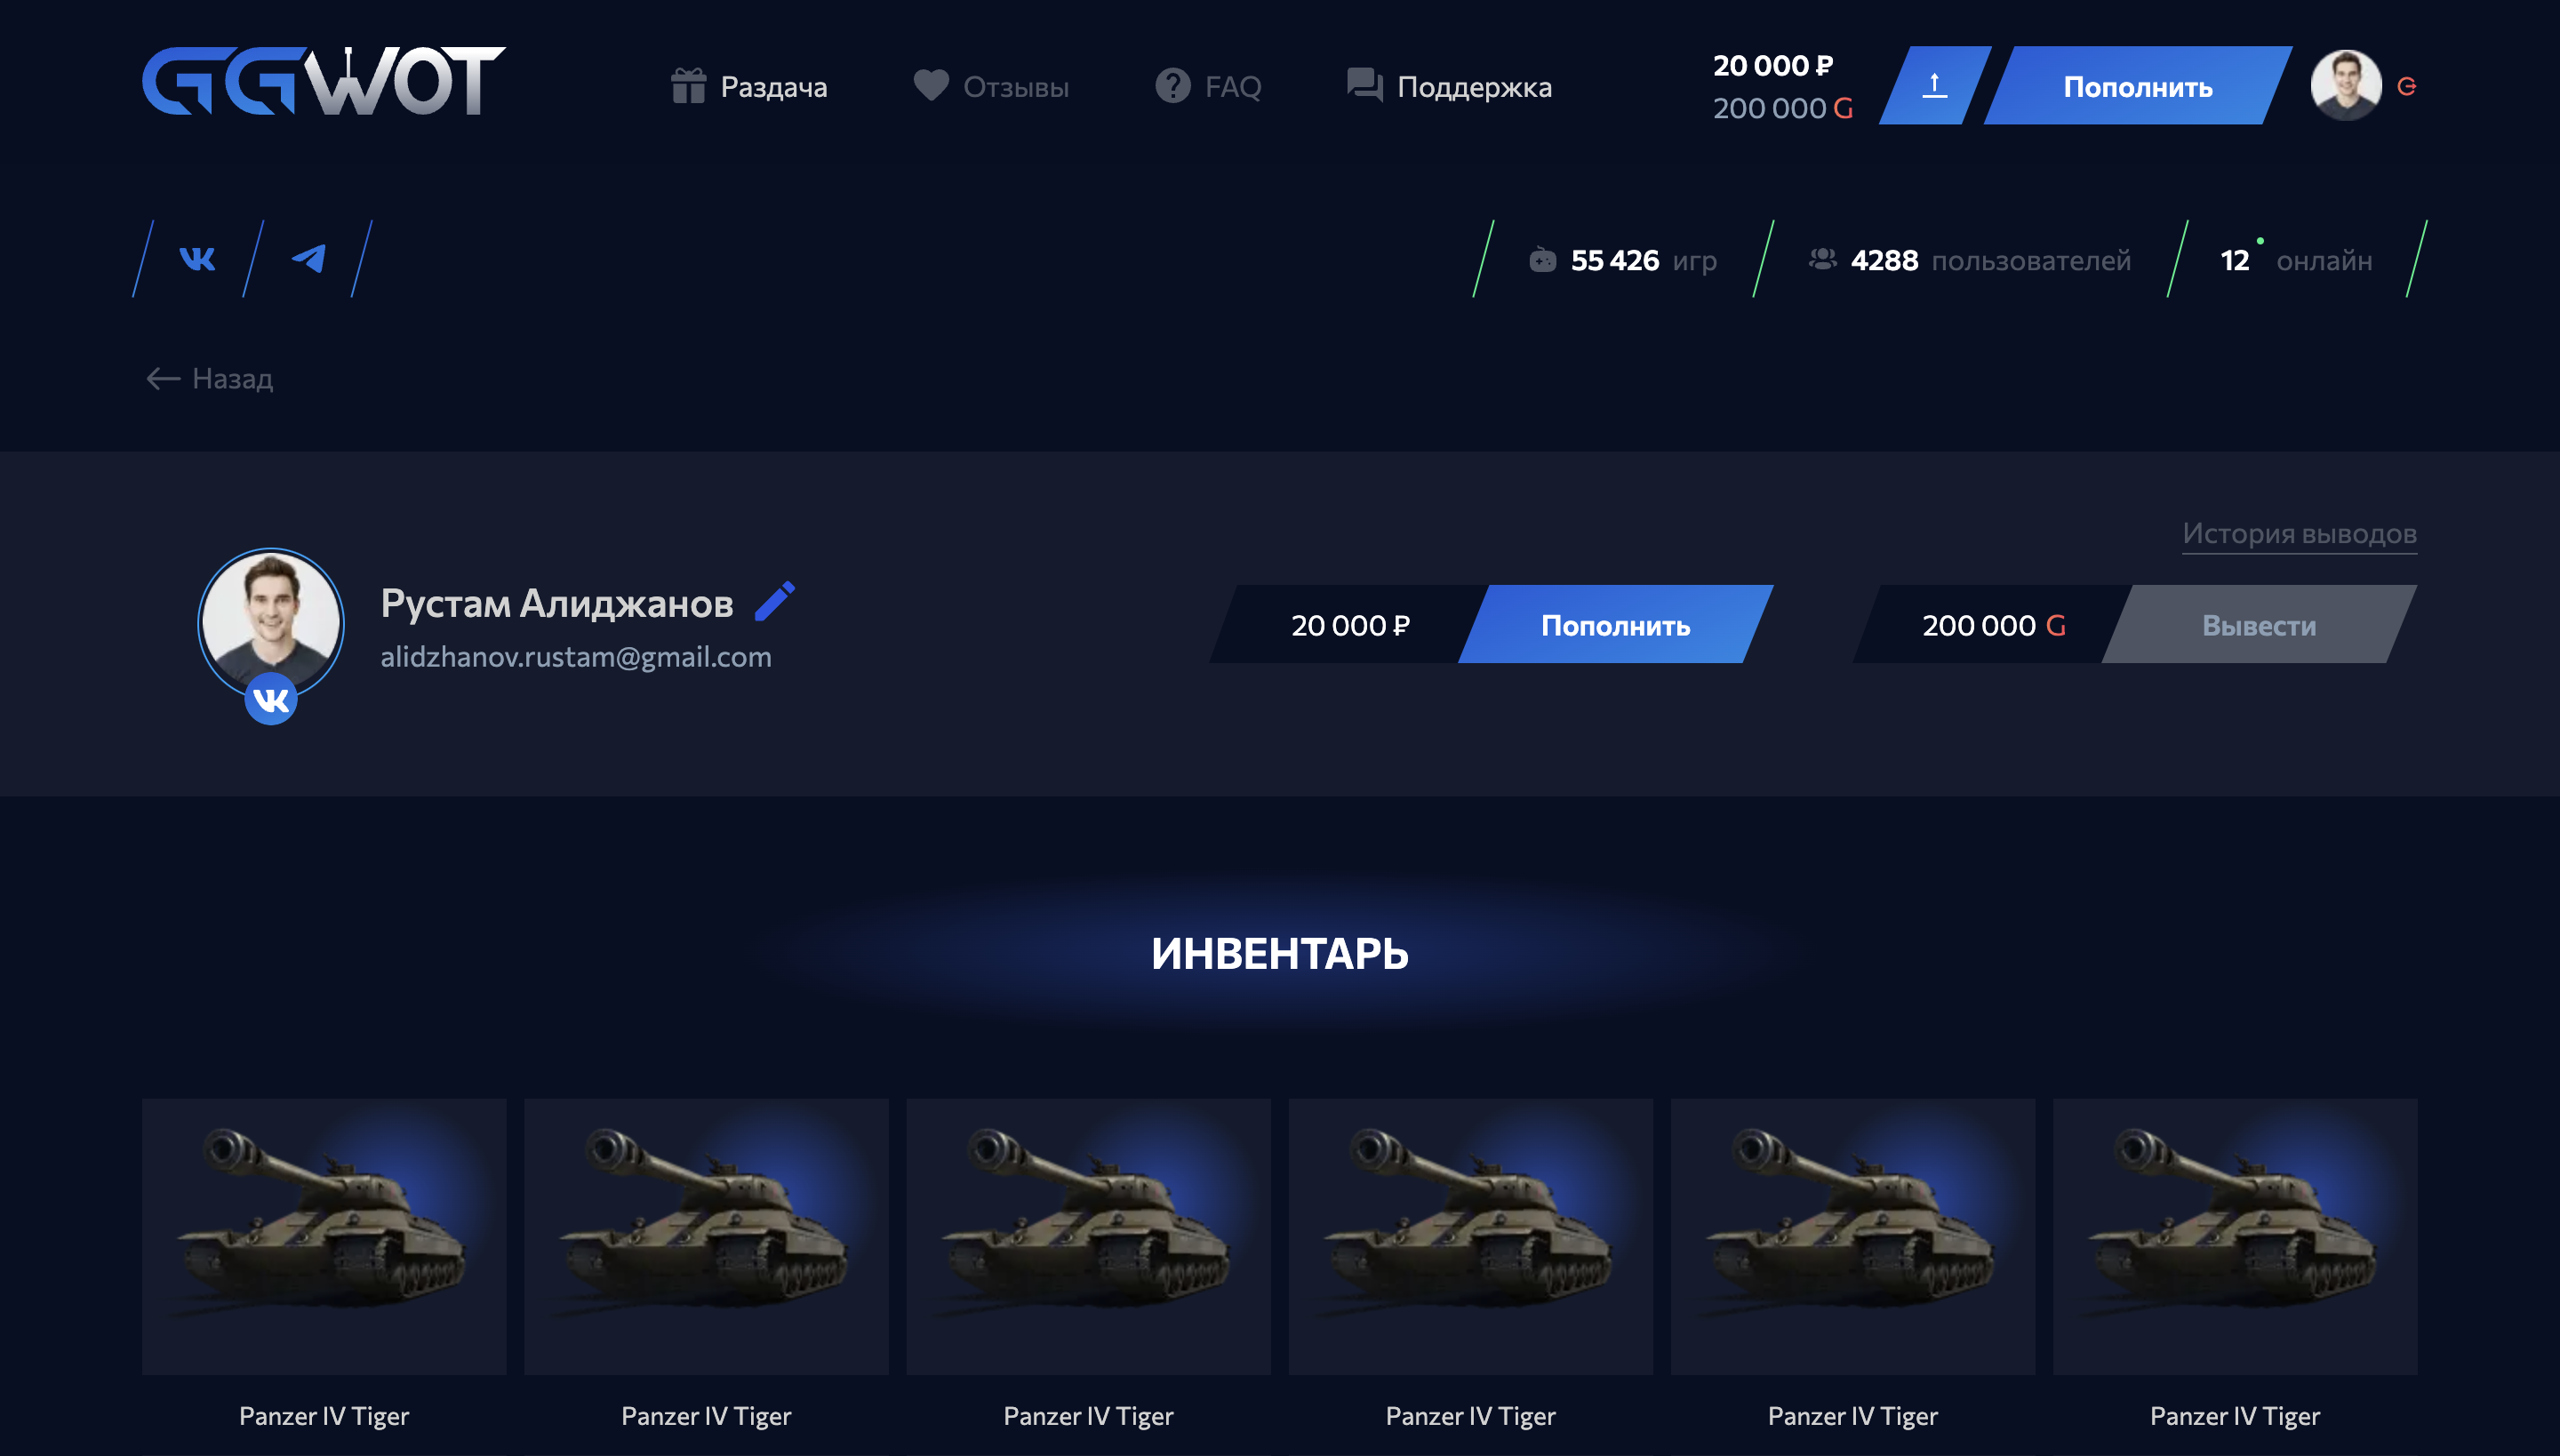 GGWOT
Раздача
Отзывы
FAQ
Поддержка
20 000 ₽
200 000 G
Пополнить
55 426 игр
4288 пользователей
12 онлайн
Назад
История выводов
Рустам Алиджанов
alidzhanov.rustam@gmail.com
20 000 ₽
Пополнить
200 000 G
Вывести
ИНВЕНТАРЬ
Panzer IV Tiger
Panzer IV Tiger
Panzer IV Tiger
Panzer IV Tiger
Panzer IV Tiger
Panzer IV Tiger